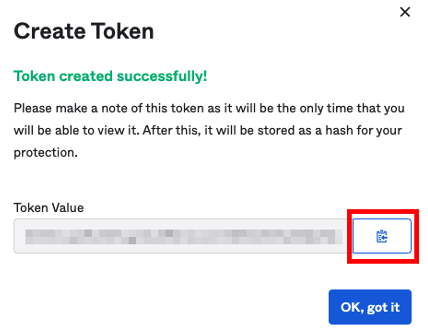 Create Token
Token created successfully!
Please make a note of this token as it will be the only time that you
will be able to view it. After this, it will be stored as a hash for your
protection.
Token Value
OK, got it